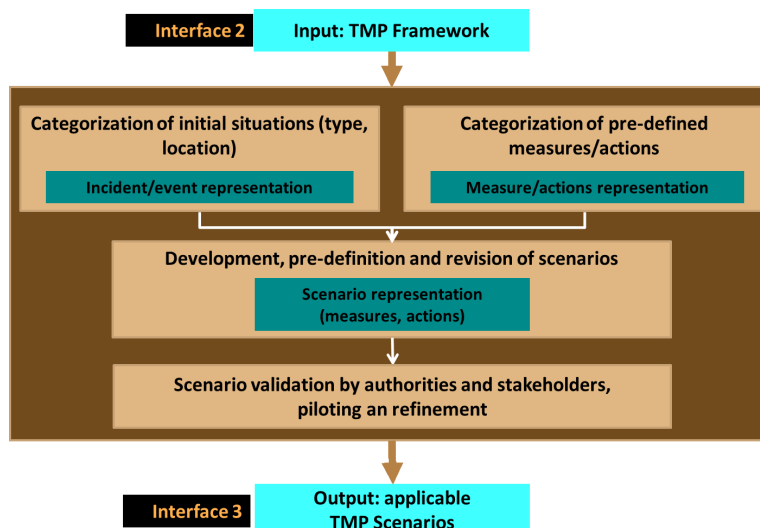 Interface 2
Input: TMP Framework
Categorization of initial situations (type,
location)
Incident/event representation
Categorization of pre-defined
measures/actions
Measure/actions representation
Development, pre-definition and revision of scenarios
Scenario representation
(measures, actions)
Scenario validation by authorities and stakeholders,
piloting an refinement
Interface 3
Output: applicable
TMP Scenarios